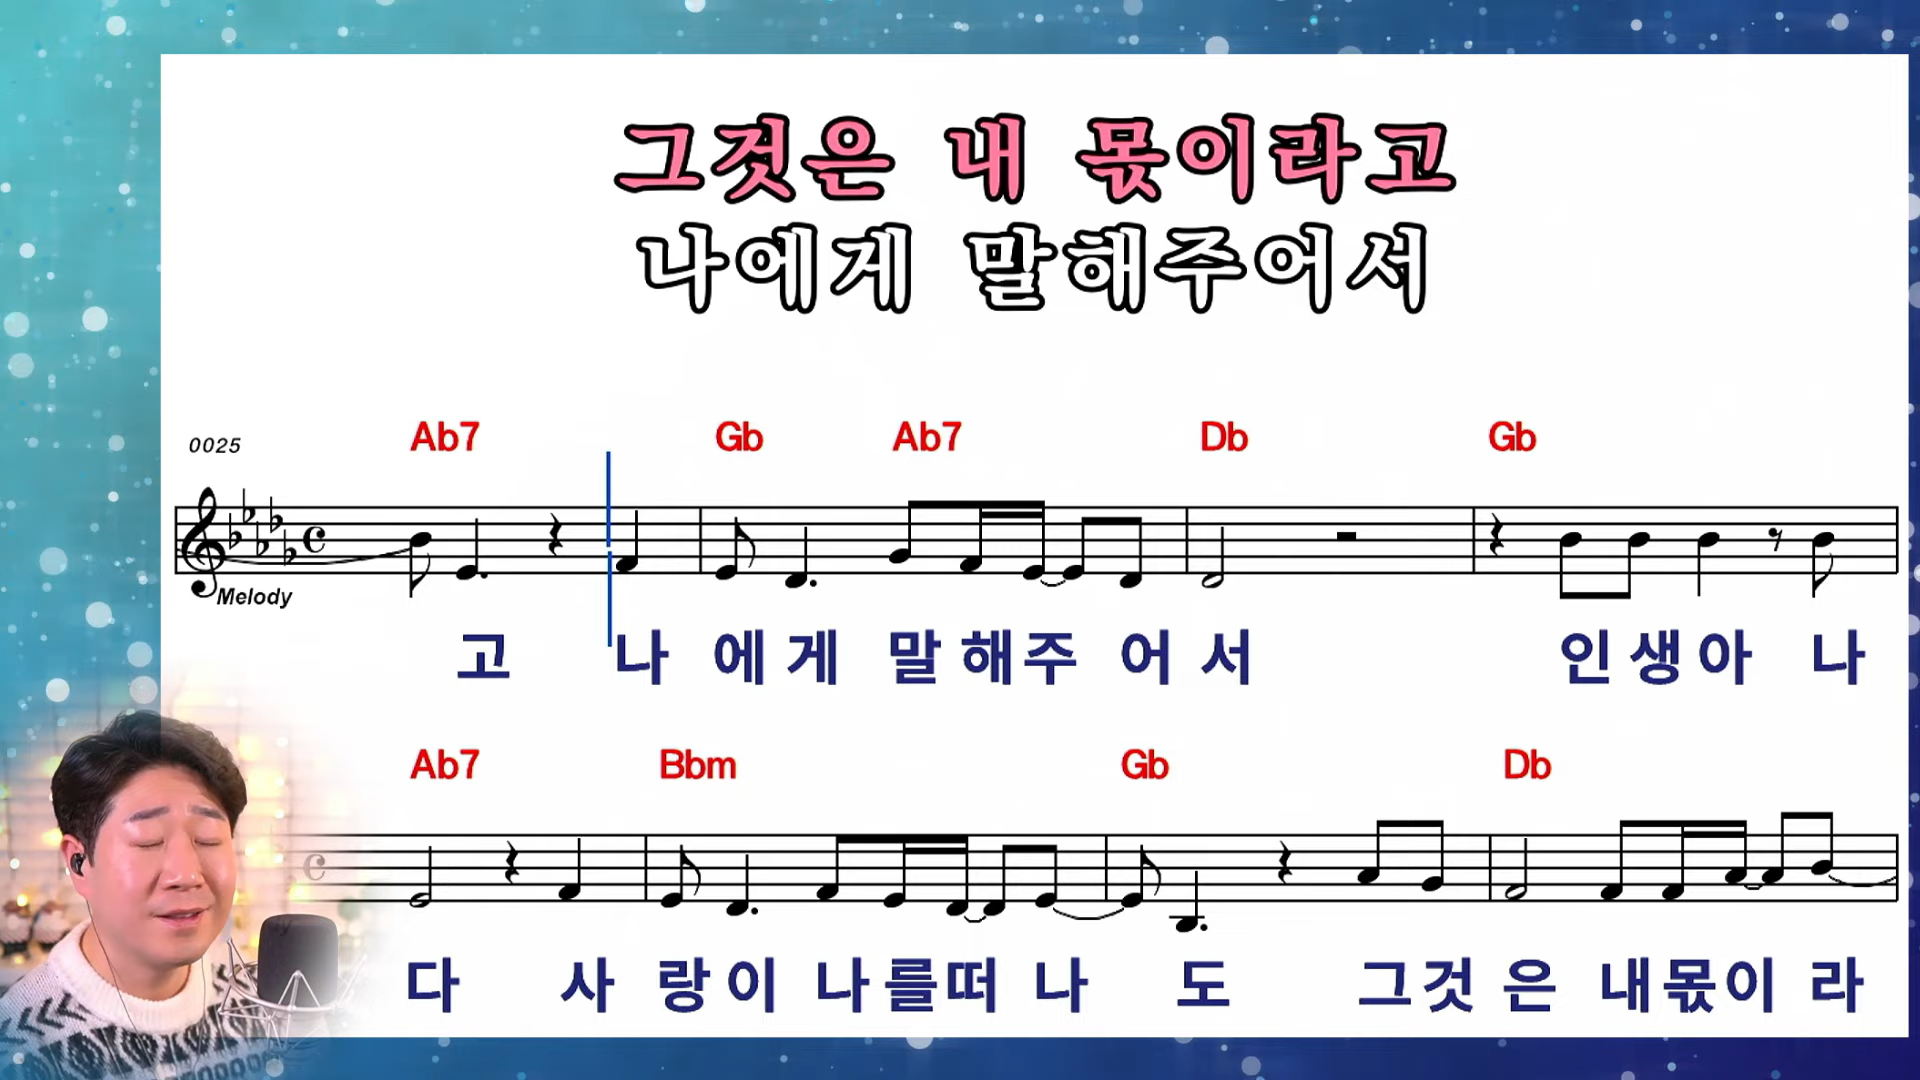 그것은 내 몫이라고
나에게 말해주어서
0025 Ab7 Gb Ab7 Db Gb
Melody
고 나 에 게 말 해 주 어 서 인 생 아 나
Ab7 Bbm Gb Db
다 사 랑 이 나 를 떠 나 도 그 것 은 내 몫 이 라